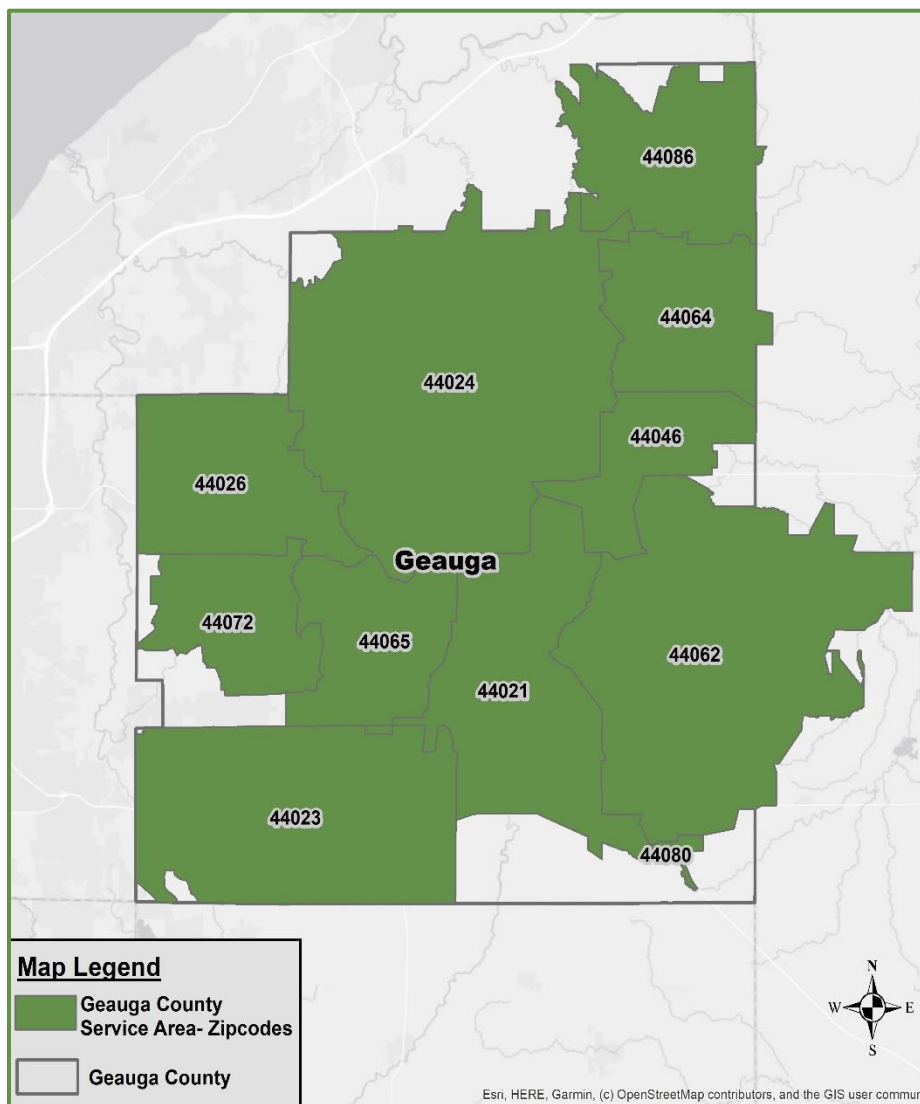 44086
44064
44024
44046
44026
Geauga
44072
44065
44062
44021
44023
44080
Map Legend
Geauga County
Service Area- Zipcodes
Geauga County
N
W
E
S
Esri, HERE, Garmin, (c) OpenStreetMap contributors, and the GIS user commu